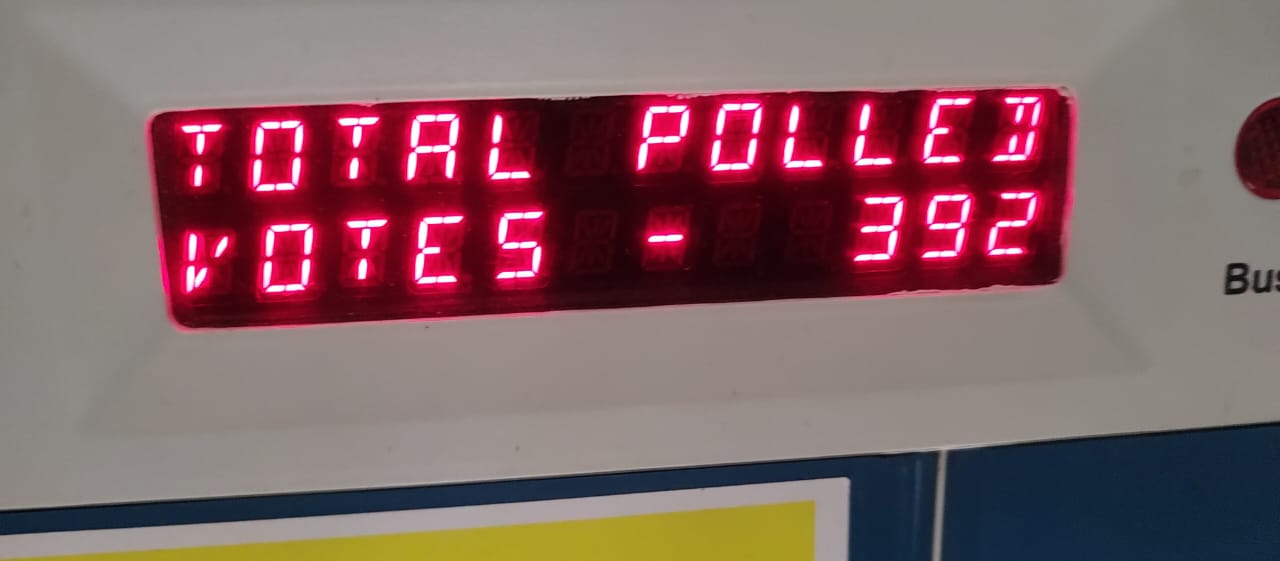 TOTAL POLLED
VOTES - 392